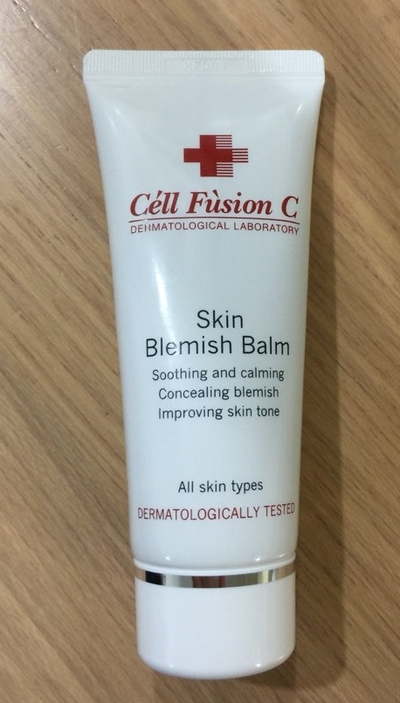 Céll Fùsion C
DERMATOLOGICAL LABORATORY
Skin
Blemish Balm
Soothing and calming
Concealing blemish
Improving skin tone
All skin types
DERMATOLOGICALLY TESTED